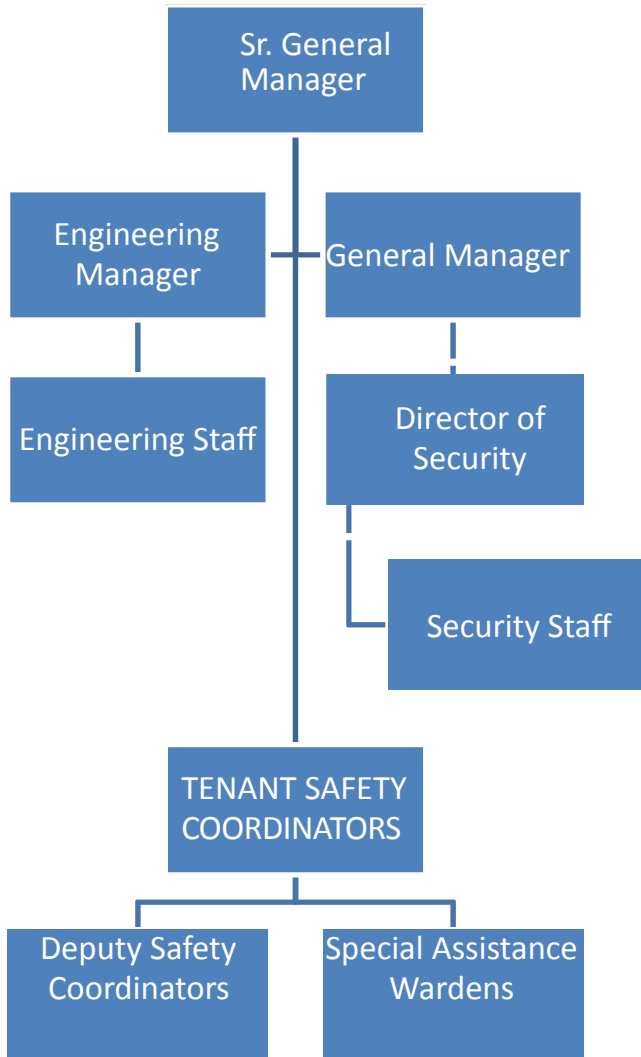 Sr. General
Manager
Engineering
Manager
General Manager
Engineering Staff
Director of
Security
Security Staff
TENANT SAFETY
COORDINATORS
Deputy Safety
Coordinators
Special Assistance
Wardens